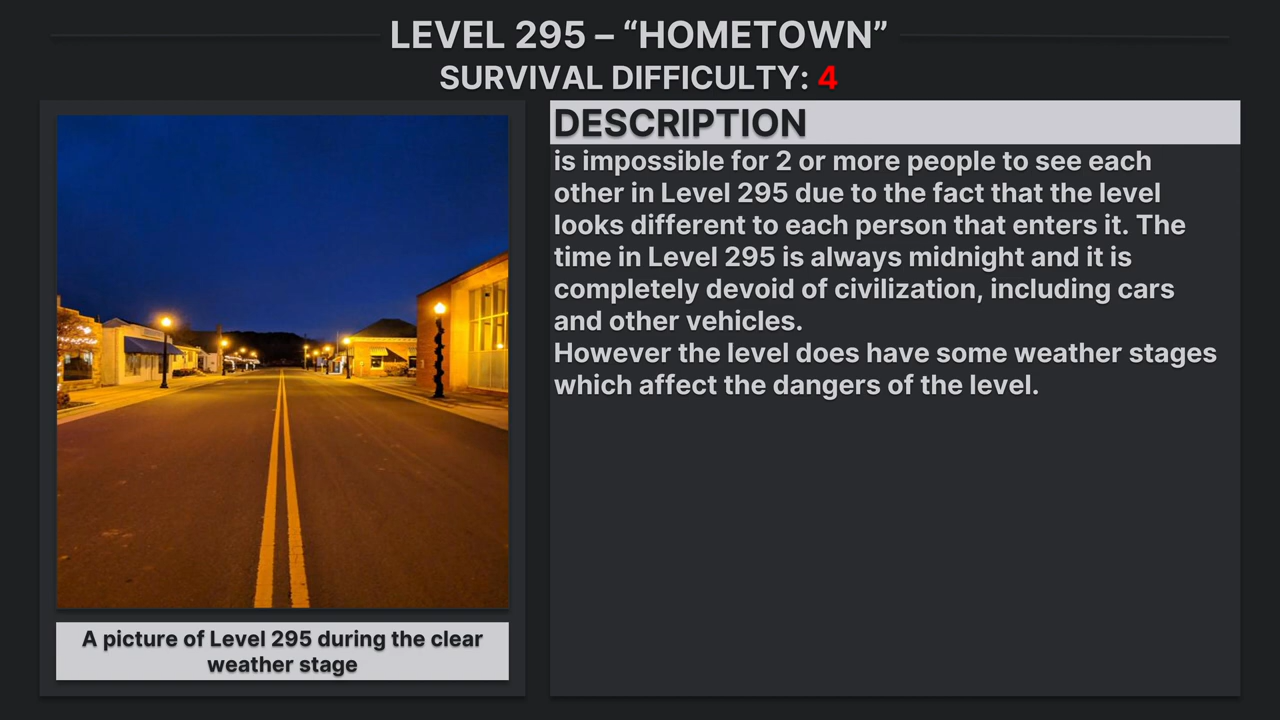 LEVEL 295 – “HOMETOWN”
SURVIVAL DIFFICULTY: 4
A picture of Level 295 during the clear
weather stage
DESCRIPTION
is impossible for 2 or more people to see each
other in Level 295 due to the fact that the level
looks different to each person that enters it. The
time in Level 295 is always midnight and it is
completely devoid of civilization, including cars
and other vehicles.
However the level does have some weather stages
which affect the dangers of the level.